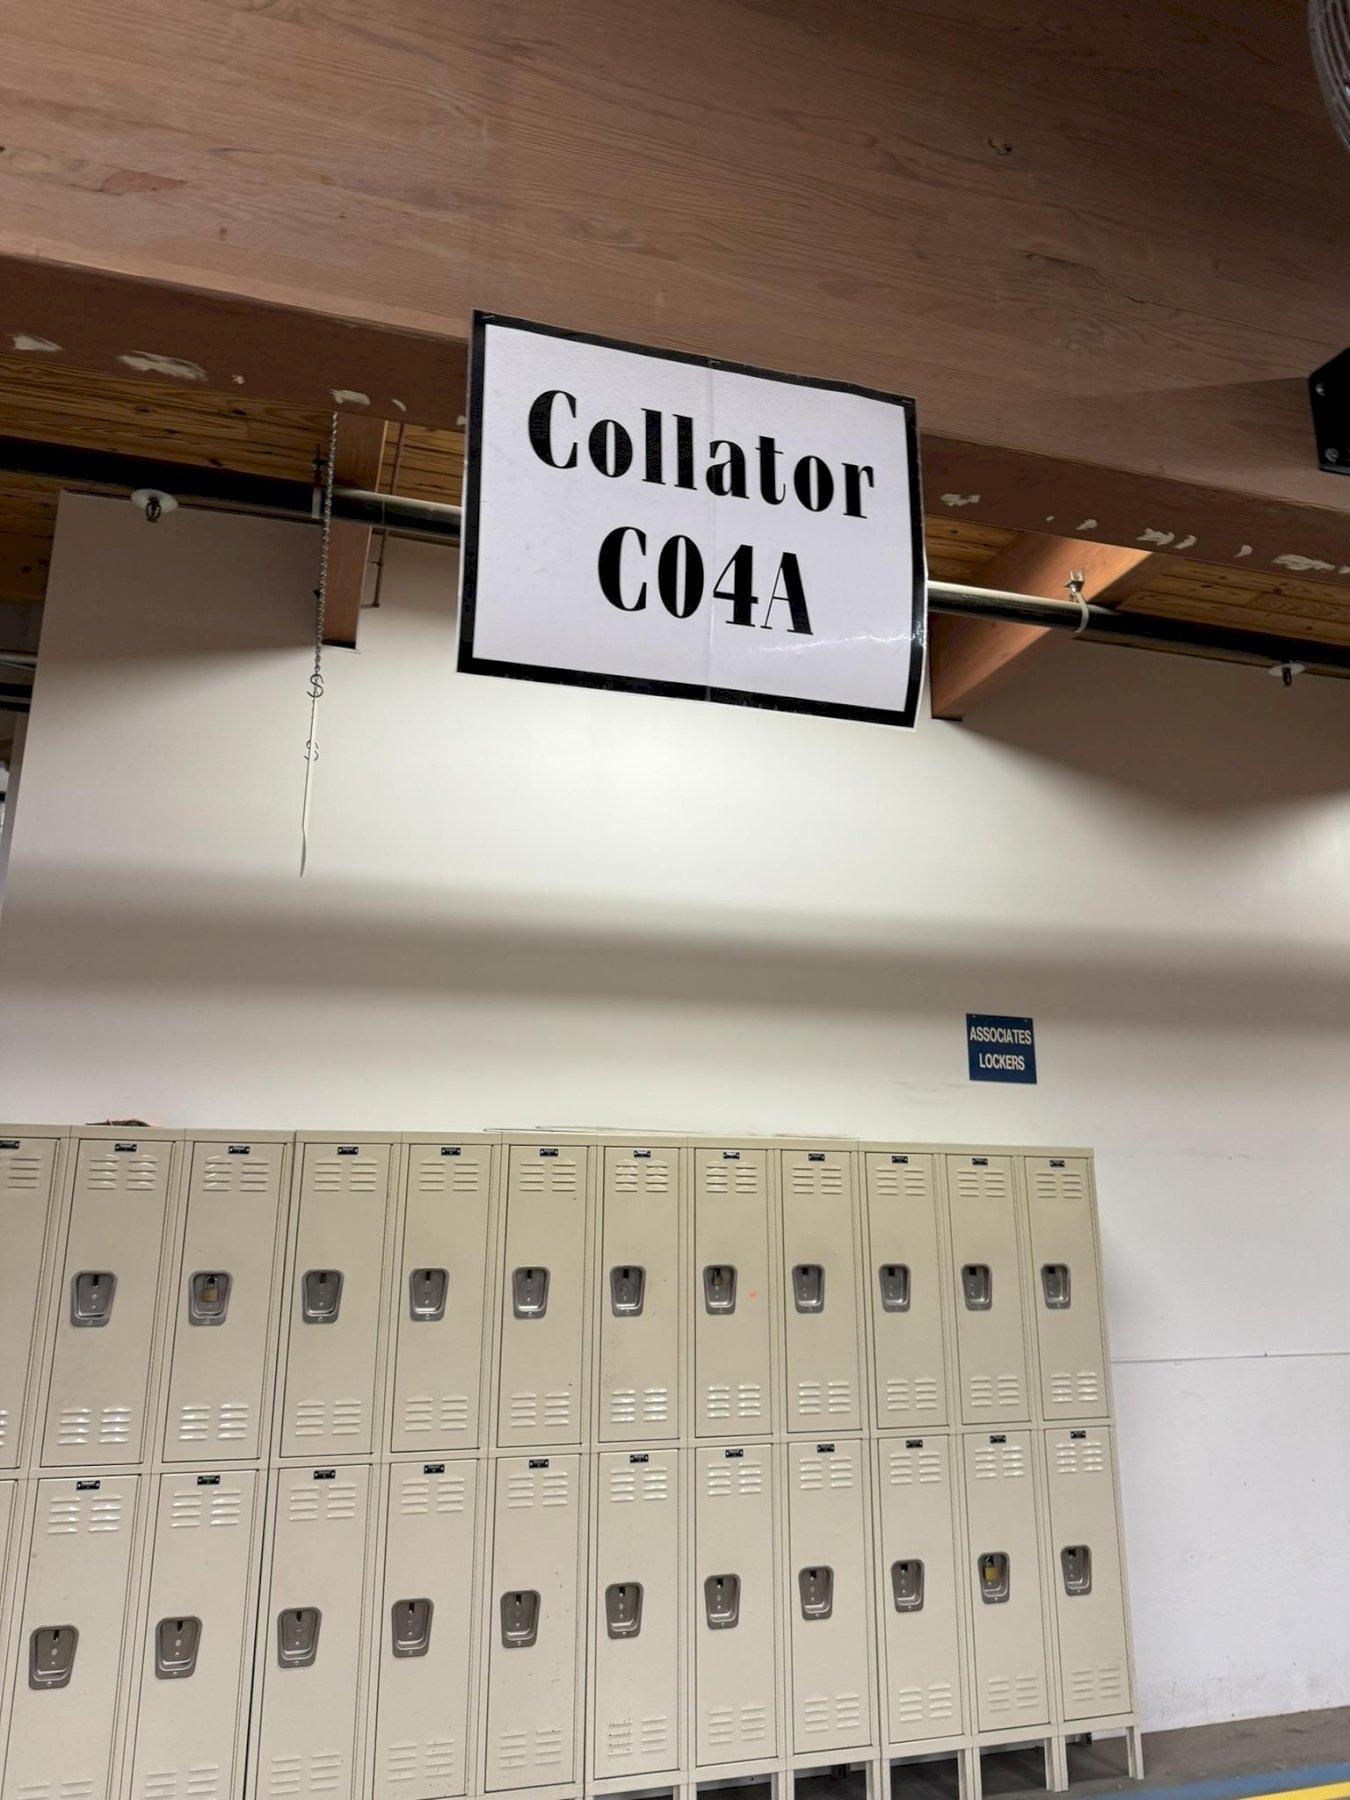 Collator
C04A
ASSOCIATES
LOCKERS